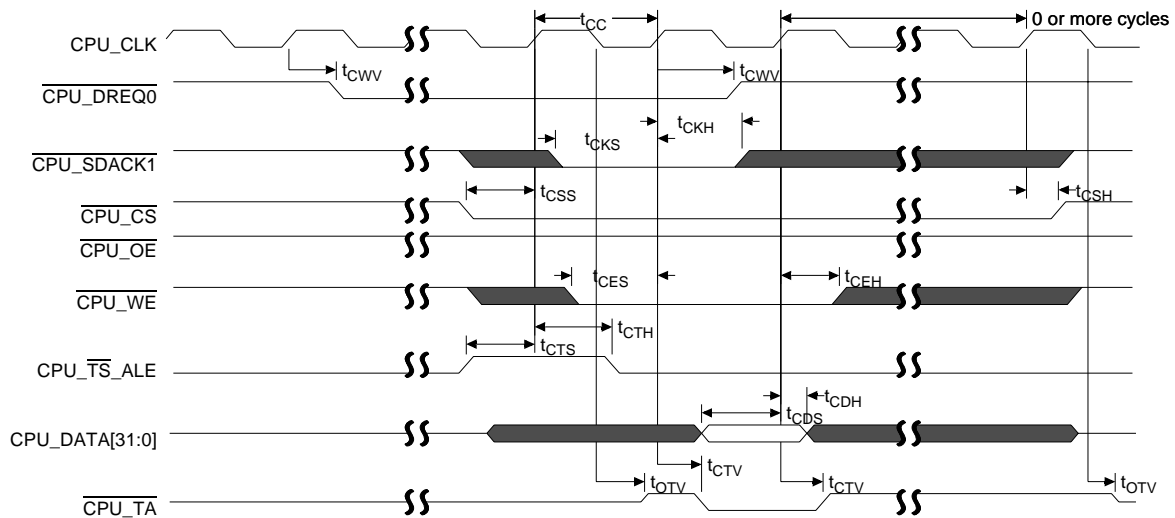 t_CC
0 or more cycles
CPU_CLK
t_CWV
t_CWV
CPU_DREQ0
t_CKH
t_CKS
CPU_SDACK1
t_CSS
t_CSH
CPU_CS
CPU_OE
t_CES
t_CEH
CPU_WE
t_CTH
t_CTS
CPU_TS_ALE
t_CDH
t_CDS
CPU_DATA[31:0]
t_CTV
t_OTV
t_CTV
t_OTV
CPU_TA